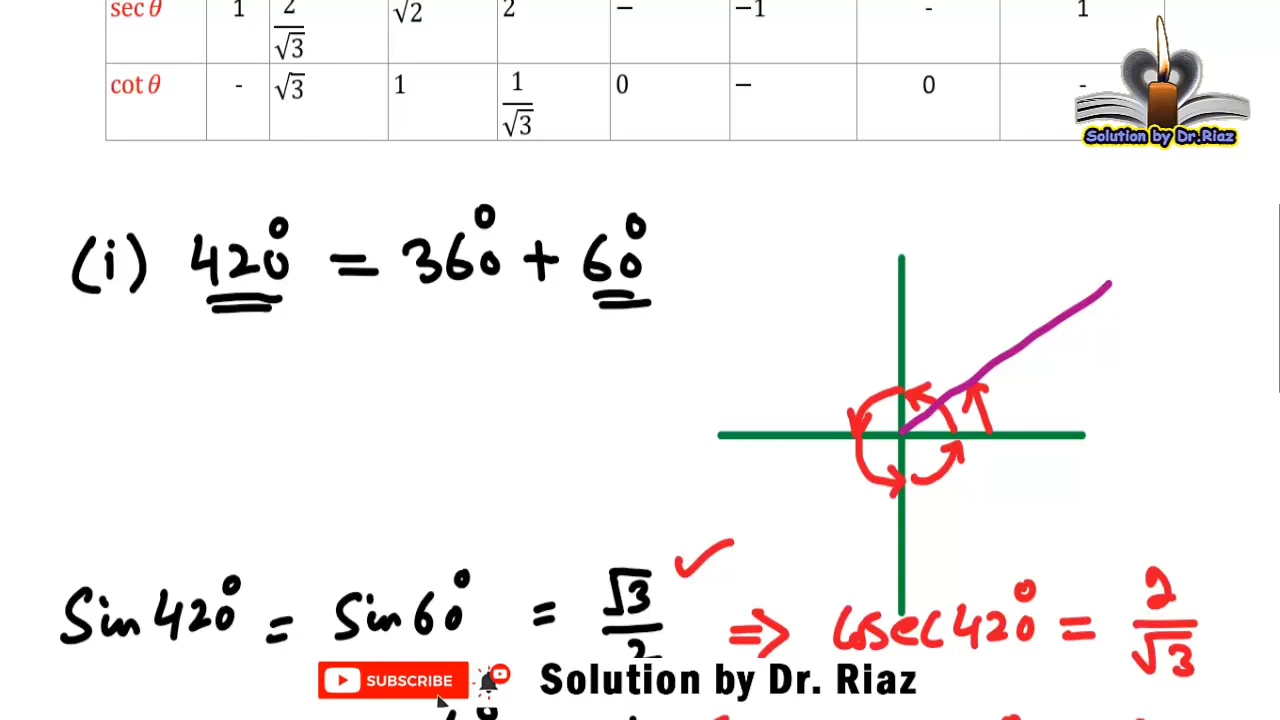 sec θ 1 2/√3 √2 2 − −1 - 1
cot θ - √3 1 1/√3 0 − 0 -
Solution by Dr.Riaz
(i) 420° = 360° + 60°
Sin 420° = Sin 60° = √3/2 ✓ ⇒ Cosec 420° = 2/√3
SUBSCRIBE
Solution by Dr. Riaz